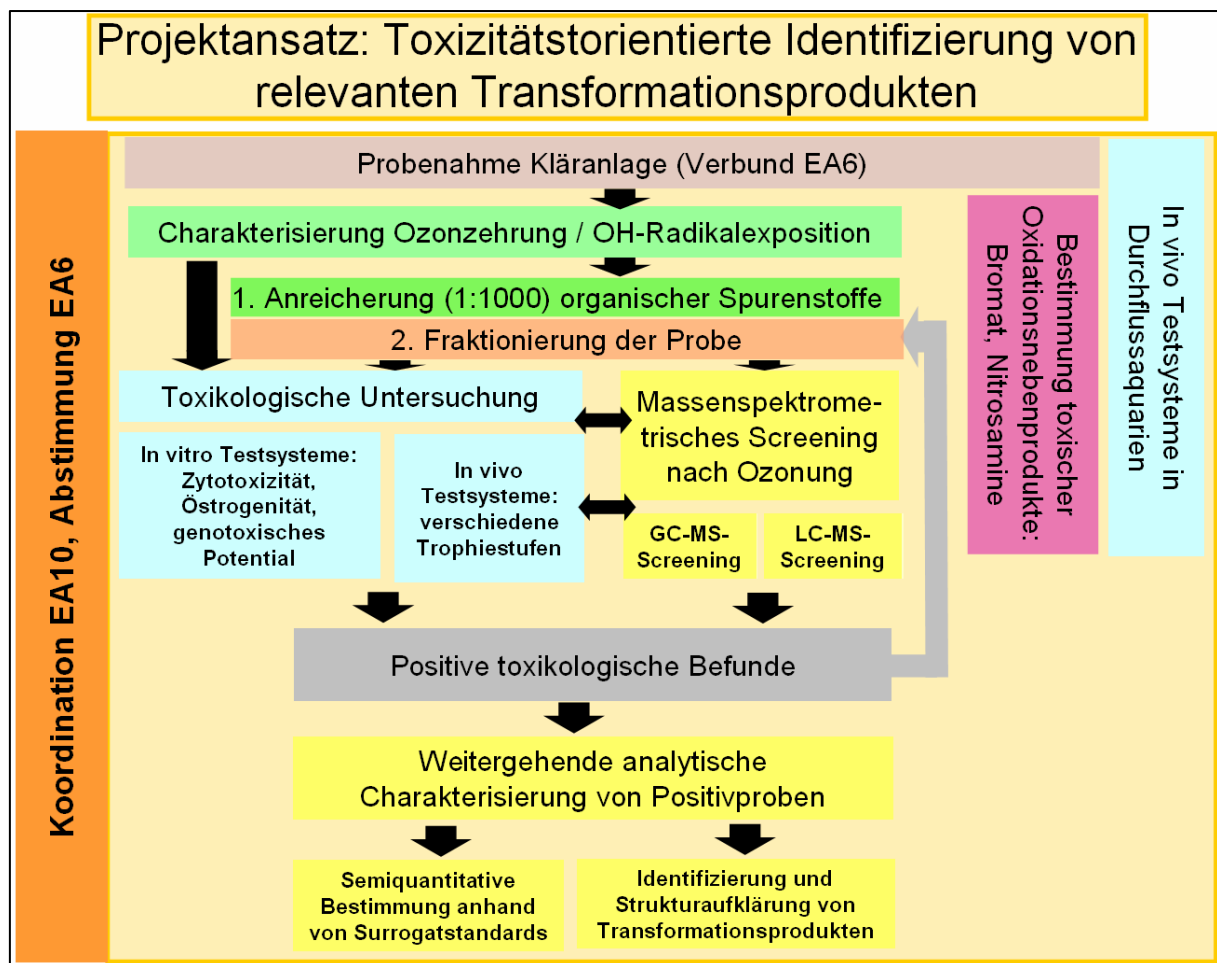 Projektansatz: Toxizitätstorientierte Identifizierung von
relevanten Transformationsprodukten
Koordination EA10, Abstimmung EA6
Probenahme Kläranlage (Verbund EA6)
Charakterisierung Ozonzehrung / OH-Radikalexposition
1. Anreicherung (1:1000) organischer Spurenstoffe
2. Fraktionierung der Probe
Toxikologische Untersuchung
In vitro Testsysteme:
Zytotoxizität,
Östrogenität,
genotoxisches
Potential
In vivo
Testsysteme:
verschiedene
Trophiestufen
Massenspektrome-
trisches Screening
nach Ozonung
GC-MS-
Screening
LC-MS-
Screening
Bestimmung toxischer
Oxidationsnebenprodukte:
Bromat, Nitrosamine
In vivo Testsysteme in
Durchflussaquarien
Positive toxikologische Befunde
Weitergehende analytische
Charakterisierung von Positivproben
Semiquantitative
Bestimmung anhand
von Surrogatstandards
Identifizierung und
Strukturaufklärung von
Transformationsprodukten